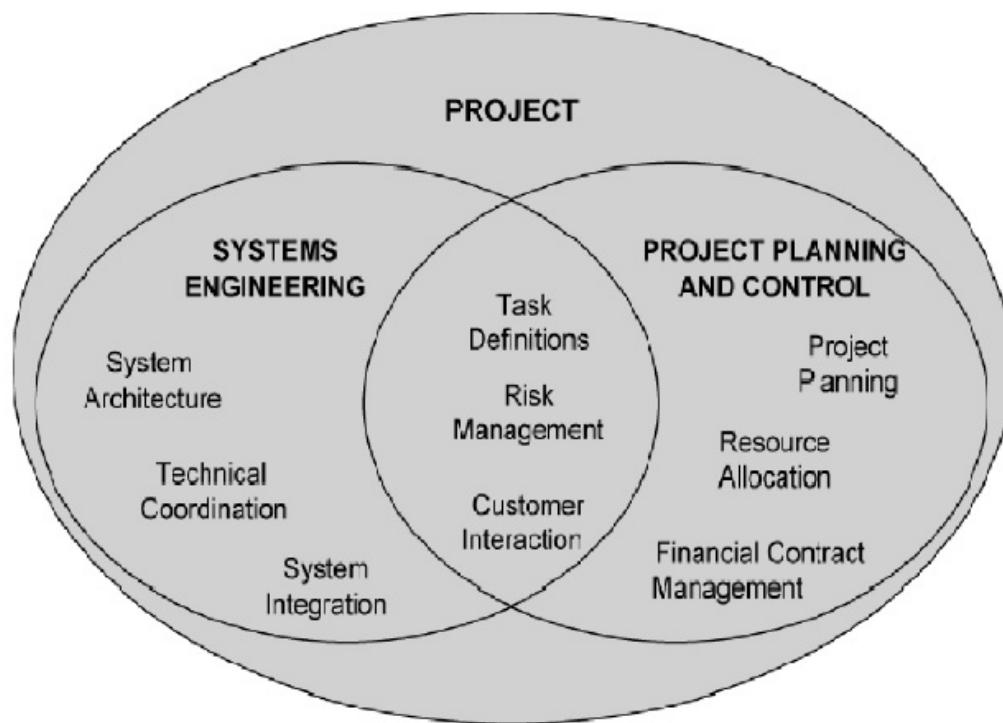 PROJECT
SYSTEMS
ENGINEERING
System
Architecture
Technical
Coordination
System
Integration
Task
Definitions
Risk
Management
Customer
Interaction
PROJECT PLANNING
AND CONTROL
Project
Planning
Resource
Allocation
Financial Contract
Management